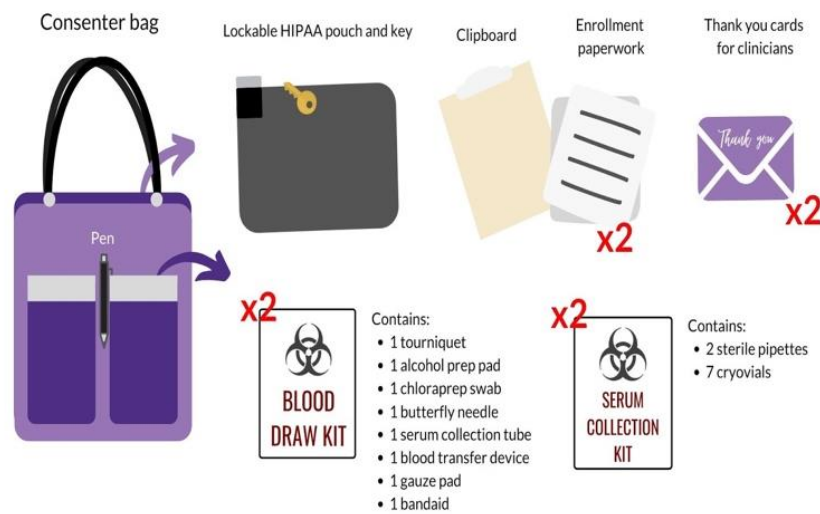 Consenter bag
Lockable HIPAA pouch and key
Clipboard
Enrollment
paperwork
Thank you cards
for clinicians
Thank you
x2
x2
Pen
x2
BLOOD
DRAW KIT
Contains:
• 1 tourniquet
• 1 alcohol prep pad
• 1 chloraprep swab
• 1 butterfly needle
• 1 serum collection tube
• 1 blood transfer device
• 1 gauze pad
• 1 bandaid
x2
SERUM
COLLECTION
KIT
Contains:
• 2 sterile pipettes
• 7 cryovials